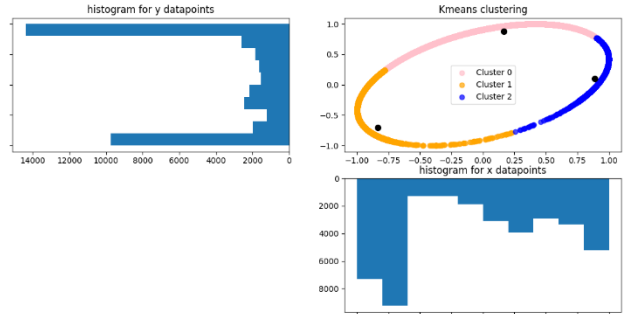 histogram for y datapoints
14000 12000 10000 8000 6000 4000 2000 0
Kmeans clustering
1.0
0.5
0.0
−0.5
−1.0
Cluster 0
Cluster 1
Cluster 2
−1.00 −0.75 −0.50 −0.25 0.00 0.25 0.50 0.75 1.00
histogram for x datapoints
0
2000
4000
6000
8000